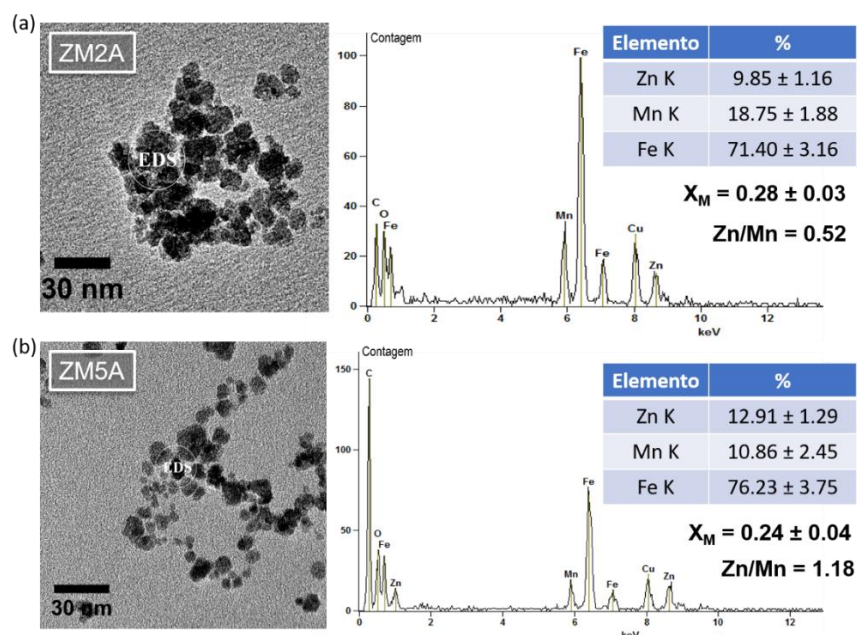 (a)
ZM2A
EDS
30 nm
Contagem
100
80
60
40
20
0
C
O
Fe
Mn
Fe
Fe
Cu
Zn
0 2 4 6 8 10 12
keV
Elemento %
Zn K 9.85 ± 1.16
Mn K 18.75 ± 1.88
Fe K 71.40 ± 3.16
XM = 0.28 ± 0.03
Zn/Mn = 0.52
(b)
ZM5A
EDS
30 nm
Contagem
150
100
50
0
C
O
Fe
Zn
Mn
Fe
Fe
Cu
Zn
0 2 4 6 8 10 12
keV
Elemento %
Zn K 12.91 ± 1.29
Mn K 10.86 ± 2.45
Fe K 76.23 ± 3.75
XM = 0.24 ± 0.04
Zn/Mn = 1.18